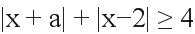 |x + a| + |x−2| ≥ 4